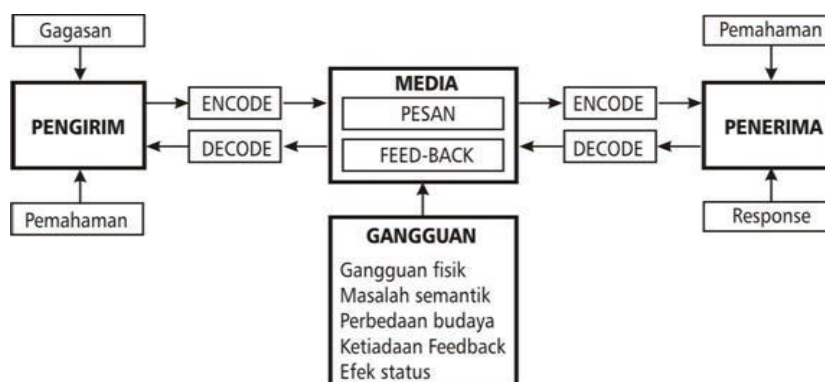 Gagasan
PENGIRIM
Pemahaman
ENCODE
DECODE
MEDIA
PESAN
FEED-BACK
ENCODE
DECODE
Pemahaman
PENERIMA
Response
GANGGUAN
Gangguan fisik
Masalah semantik
Perbedaan budaya
Ketiadaan Feedback
Efek status